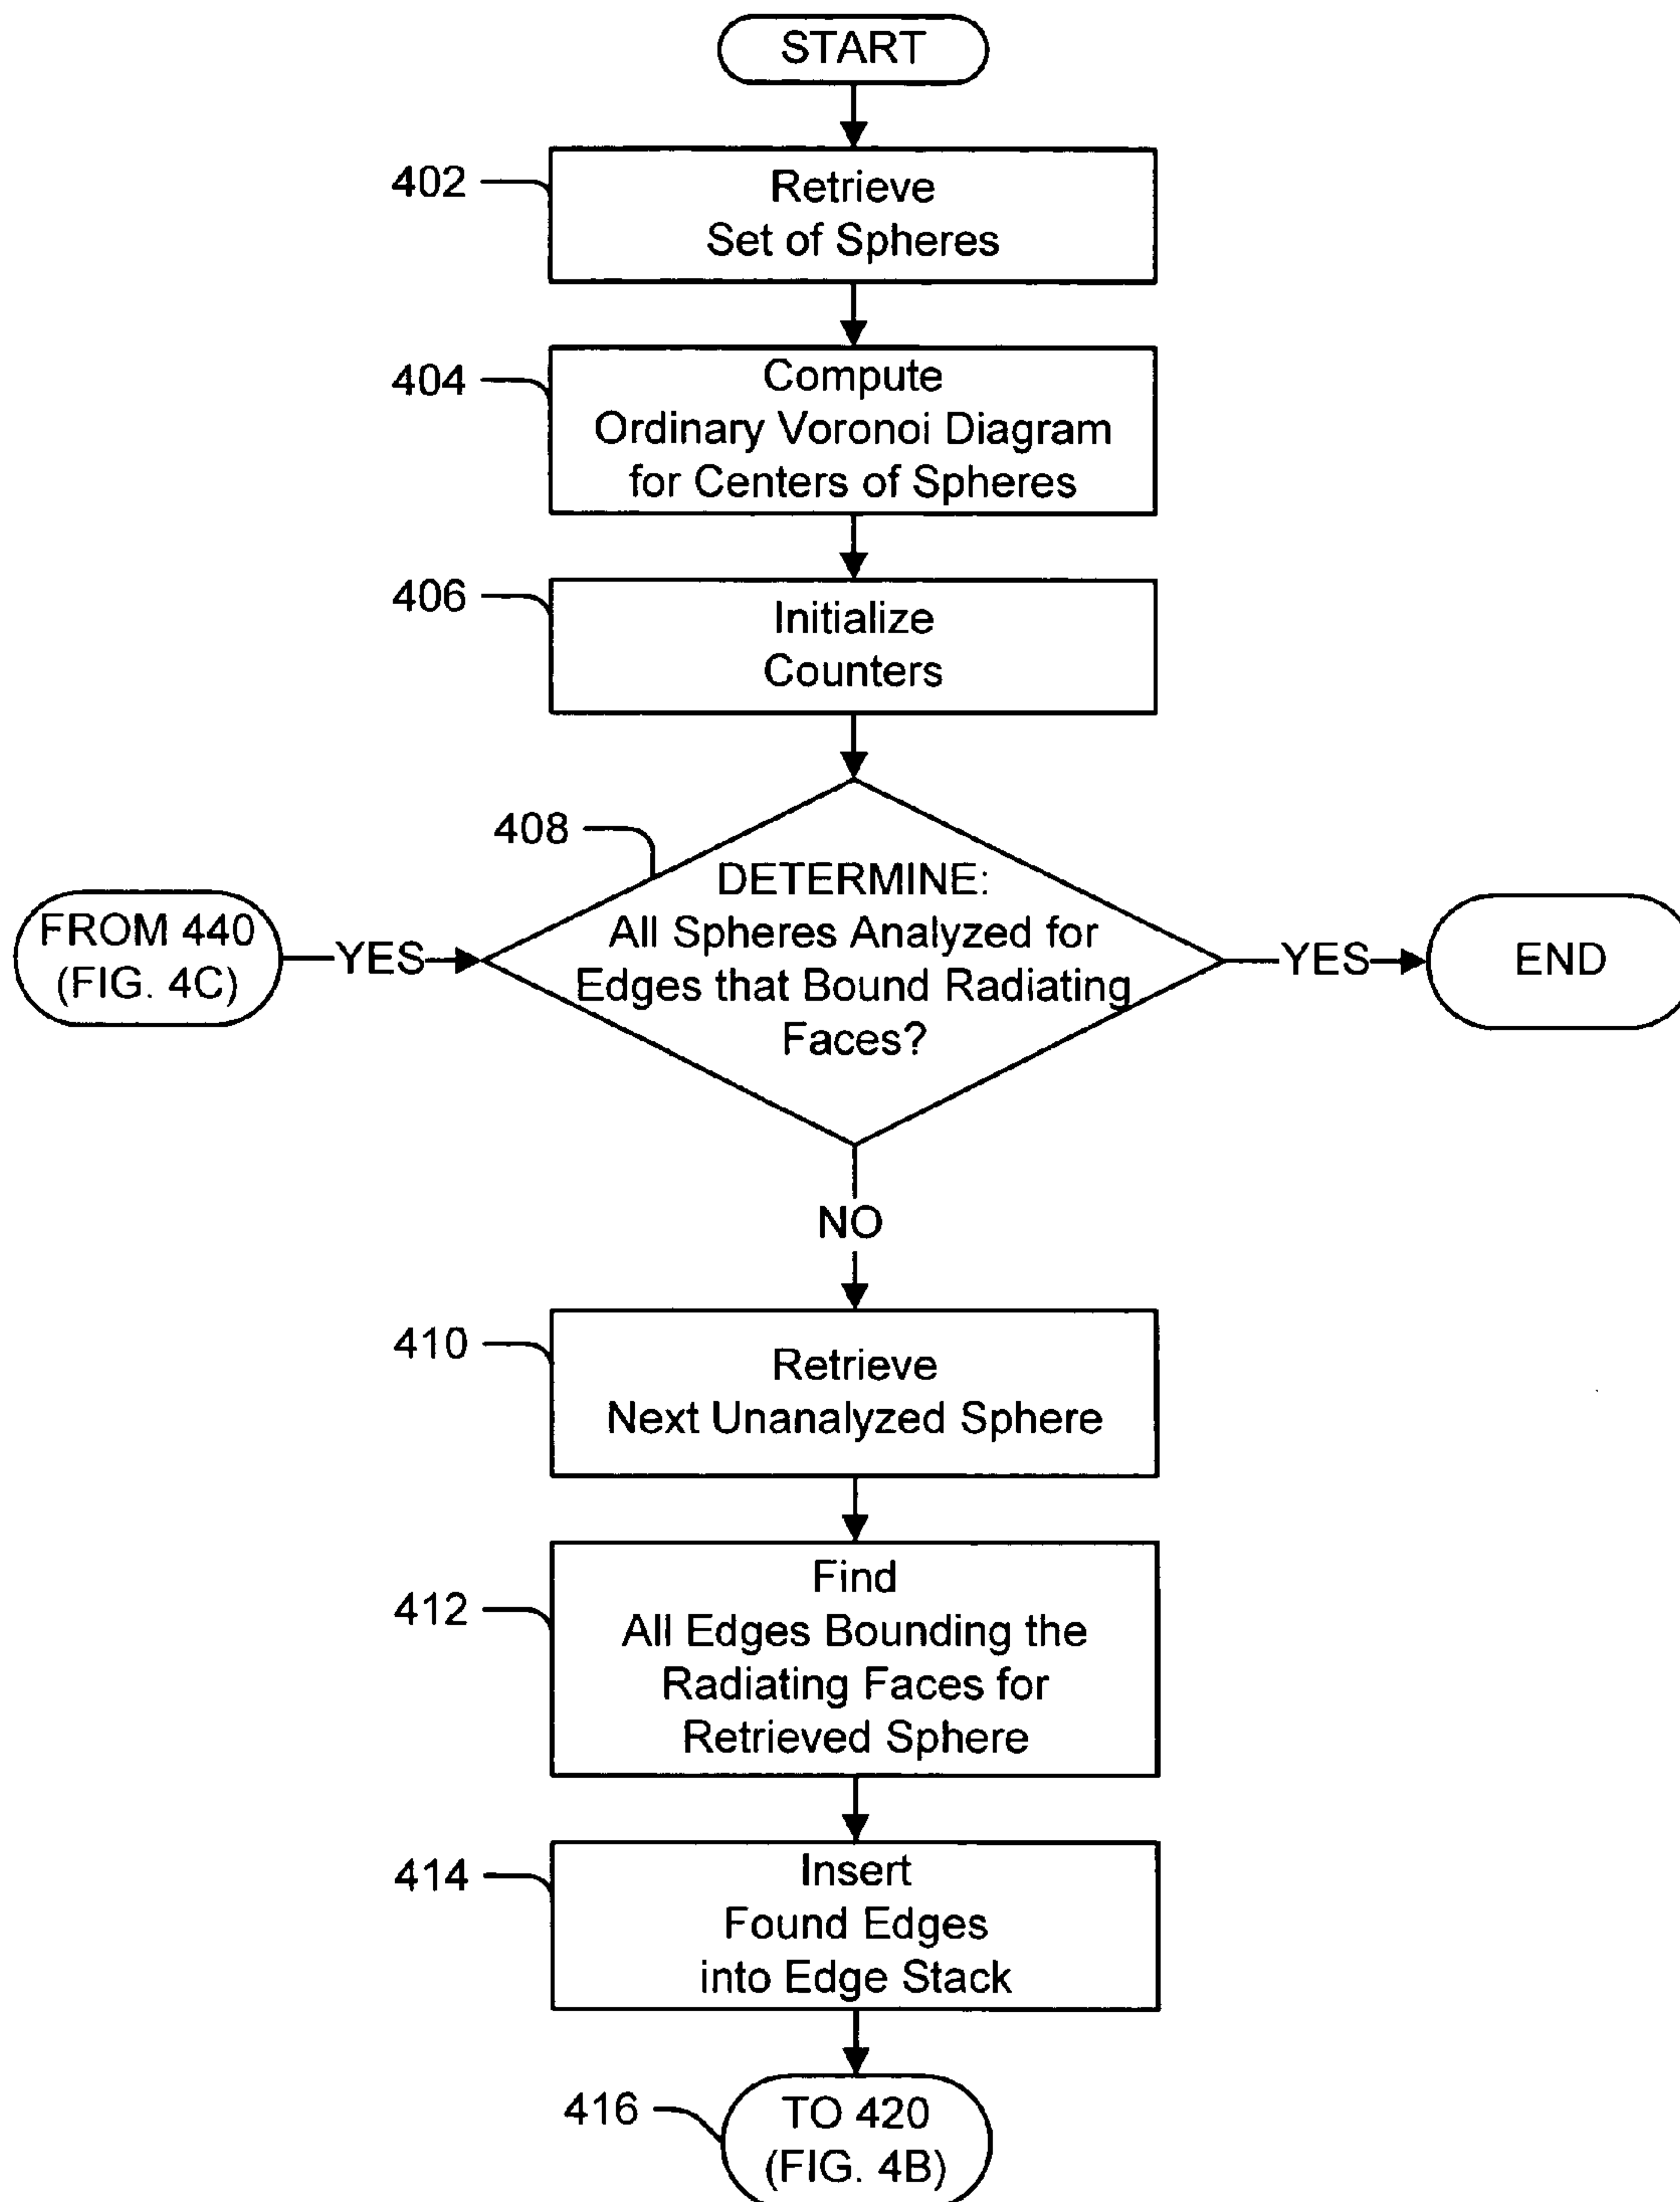 START
402
Retrieve
Set of Spheres
404
Compute
Ordinary Voronoi Diagram
for Centers of Spheres
406
Initialize
Counters
408
DETERMINE:
All Spheres Analyzed for
Edges that Bound Radiating
Faces?
FROM 440
(FIG. 4C)
YES
YES
END
NO
410
Retrieve
Next Unanalyzed Sphere
412
Find
All Edges Bounding the
Radiating Faces for
Retrieved Sphere
414
Insert
Found Edges
into Edge Stack
416
TO 420
(FIG. 4B)